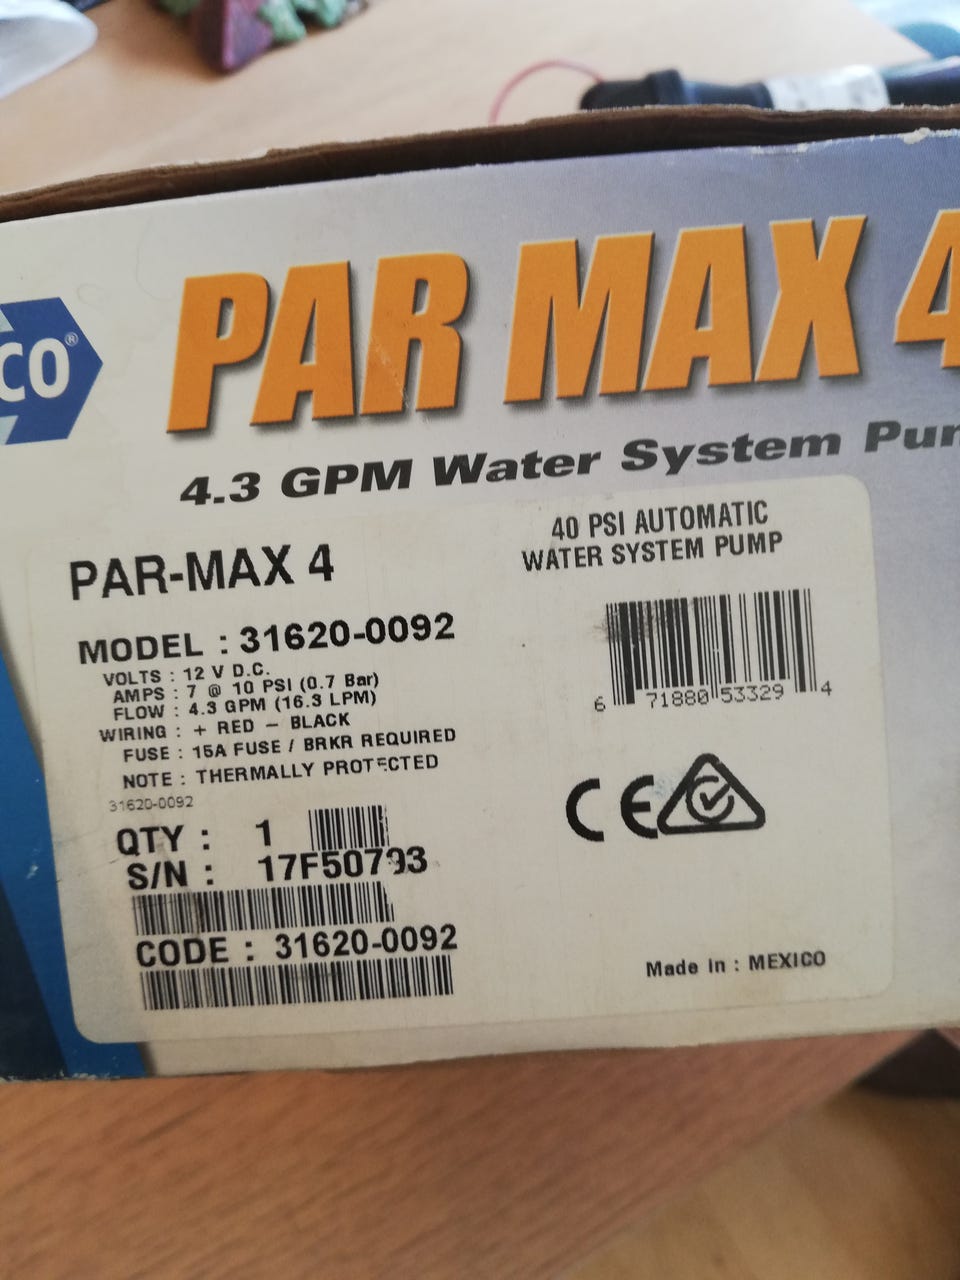 CO®
PAR MAX 4
4.3 GPM Water System Pum
PAR-MAX 4
40 PSI AUTOMATIC
WATER SYSTEM PUMP
MODEL : 31620-0092
VOLTS : 12 V D.C.
AMPS : 7 @ 10 PSI (0.7 Bar)
FLOW : 4.3 GPM (16.3 LPM)
WIRING : + RED – BLACK
FUSE : 15A FUSE / BRKR REQUIRED
NOTE : THERMALLY PROTECTED
31620-0092
6 71880 53329 4
CE
QTY : 1
S/N : 17F50793
CODE : 31620-0092
Made in : MEXICO